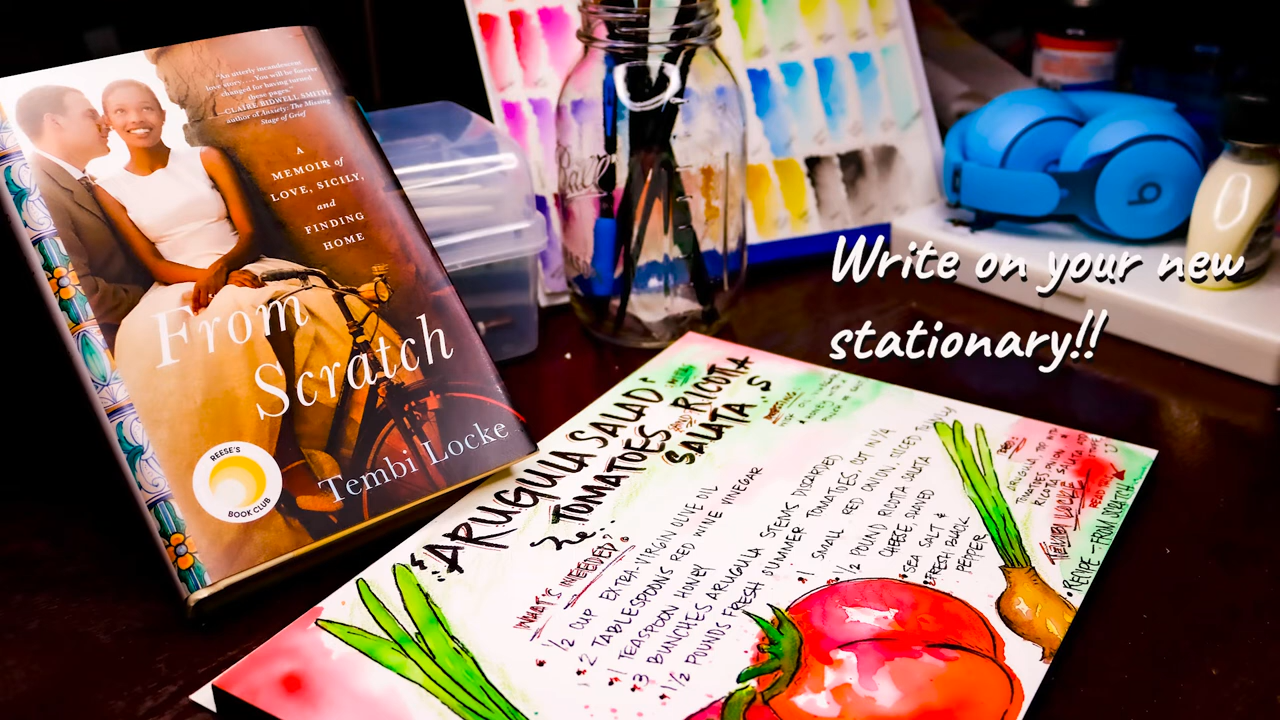 "An utterly incandescent
love story. . . . You will be forever
changed for having turned
these pages."
—CLAIRE BIDWELL SMITH,
author of Anxiety: The Missing
Stage of Grief
A
MEMOIR of
LOVE, SICILY,
and
FINDING
HOME
From
Scratch
Tembi Locke
REESE'S
BOOK CLUB
Ball
Write on your new
stationary!!
ARUGULA SALAD
TOMATOES AND RICOTTA
SALATA
WHAT'S NEEDED
1/2 CUP EXTRA-VIRGIN OLIVE OIL
2 TABLESPOONS RED WINE VINEGAR
1 TEASPOON HONEY
3 BUNCHES ARUGULA STEMS DISCARDED
1 1/2 POUNDS FRESH SUMMER TOMATOES CUT IN 1/4
1 SMALL RED ONION, SLICED THINLY
1/2 POUND RICOTTA SALATA
CHEESE, CUBED
SEA SALT &
FRESH BLACK
PEPPER
TEMBI LOCKE
RECIPE - FROM SCRATCH